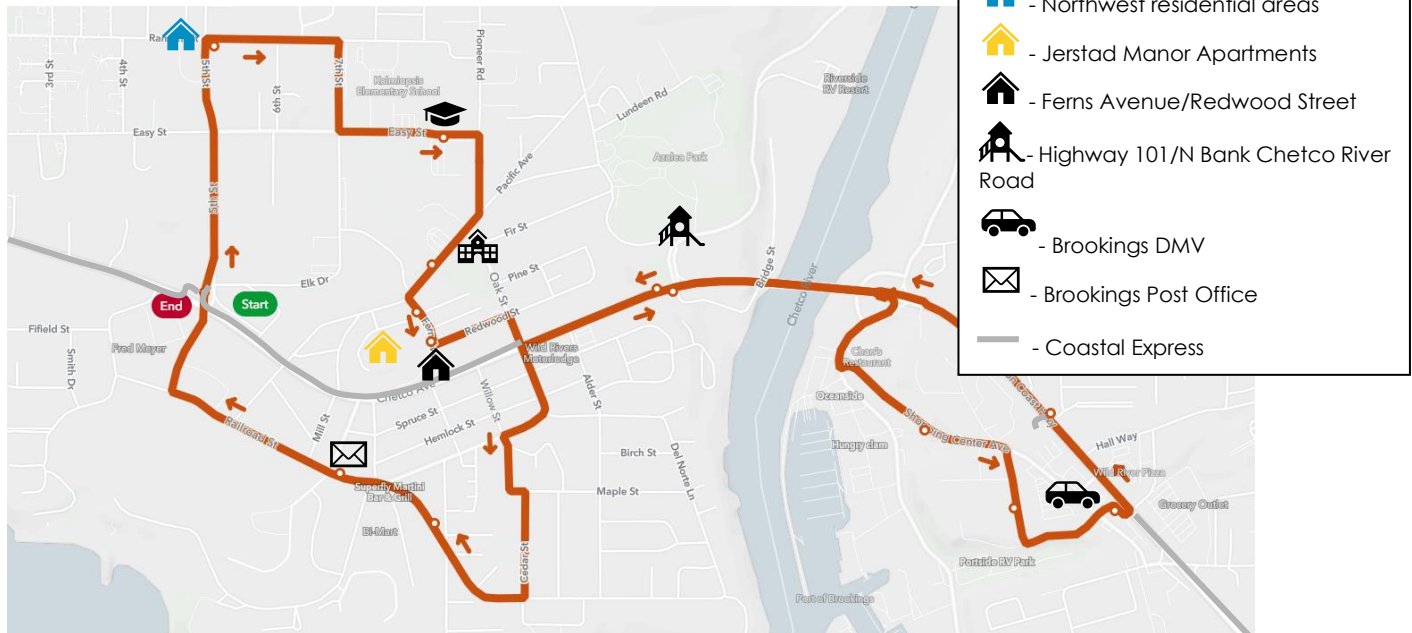 - Northwest residential areas
- Jerstad Manor Apartments
- Ferns Avenue/Redwood Street
- Highway 101/N Bank Chetco River
Road
- Brookings DMV
- Brookings Post Office
- Coastal Express
3rd St
4th St
5th St
6th St
7th St
Kalmiopsis
Elementary School
Pioneer Rd
Lundeen Rd
Riverside
RV Resort
Easy St
Easy St
Azalea Park
Pacific Ave
5th St
Fir St
Pine St
Oak St
Elk Dr
Bridge St
Chetco River
End
Start
Fern
Redwood St
Fifield St
Fred Meyer
Smith Dr
Wild Rivers
Motorlodge
Chetco Ave
Willow St
Alder St
Spruce St
Hemlock St
Mill St
Railroad St
Birch St
Del Norte Ln
Maple St
Superfly Martini
Bar & Grill
Bi-Mart
Cedar St
Restaurant
Oceanside
Hungry clam
Shopping Center Ave
Hall Way
Wild River Pizza
Grocery Outlet
Portside RV Park
Port of Brookings